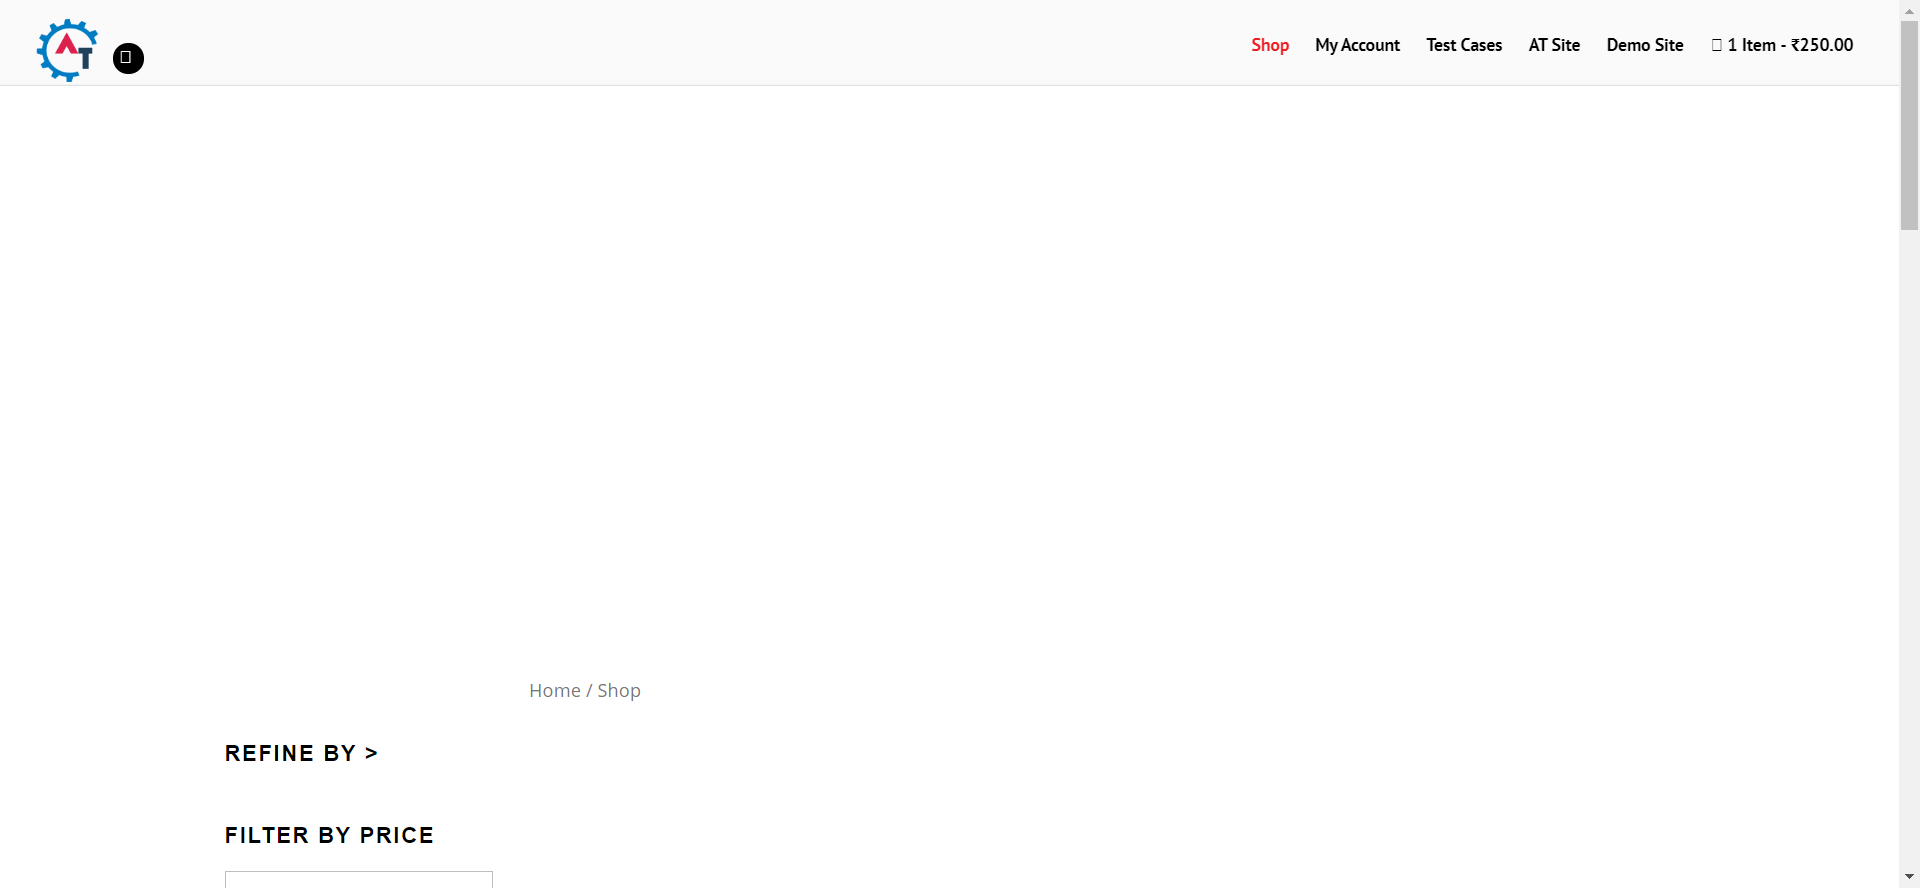 AT
Shop My Account Test Cases AT Site Demo Site 1 Item - ₹250.00
Home / Shop
REFINE BY >
FILTER BY PRICE